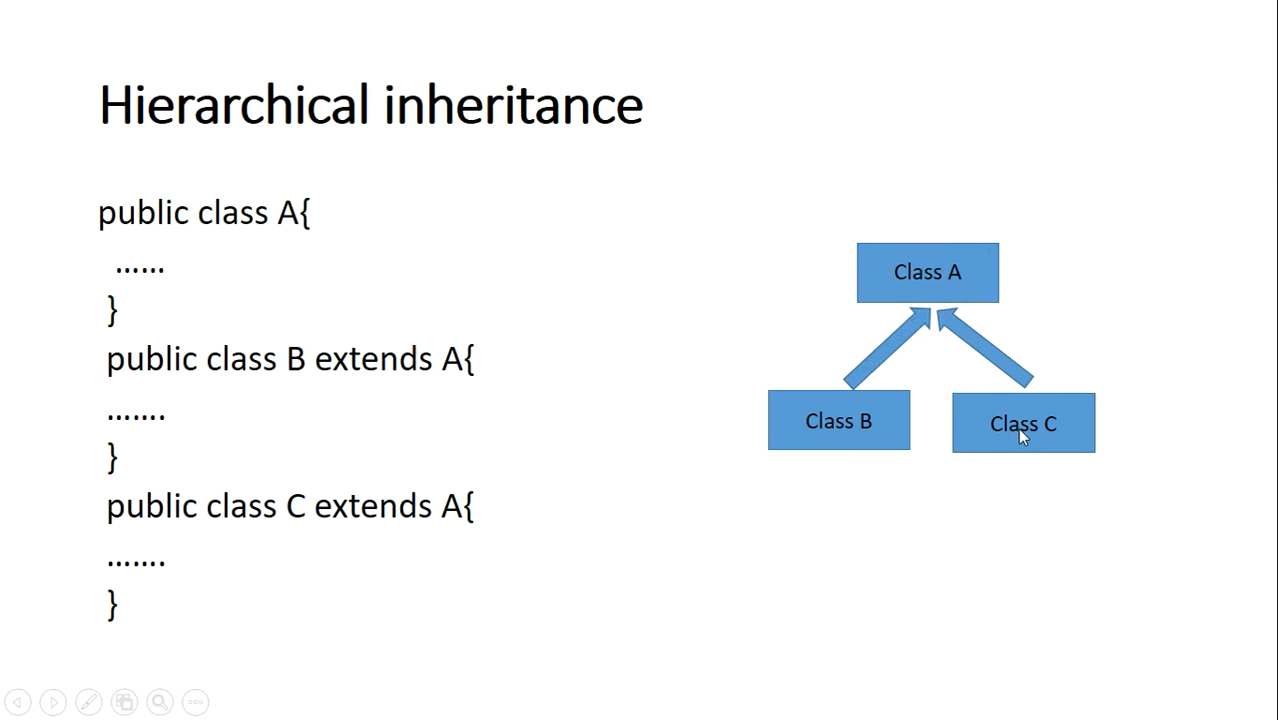 Hierarchical inheritance
public class A{
……
}
public class B extends A{
…….
}
public class C extends A{
…….
}
Class A
Class B
Class C